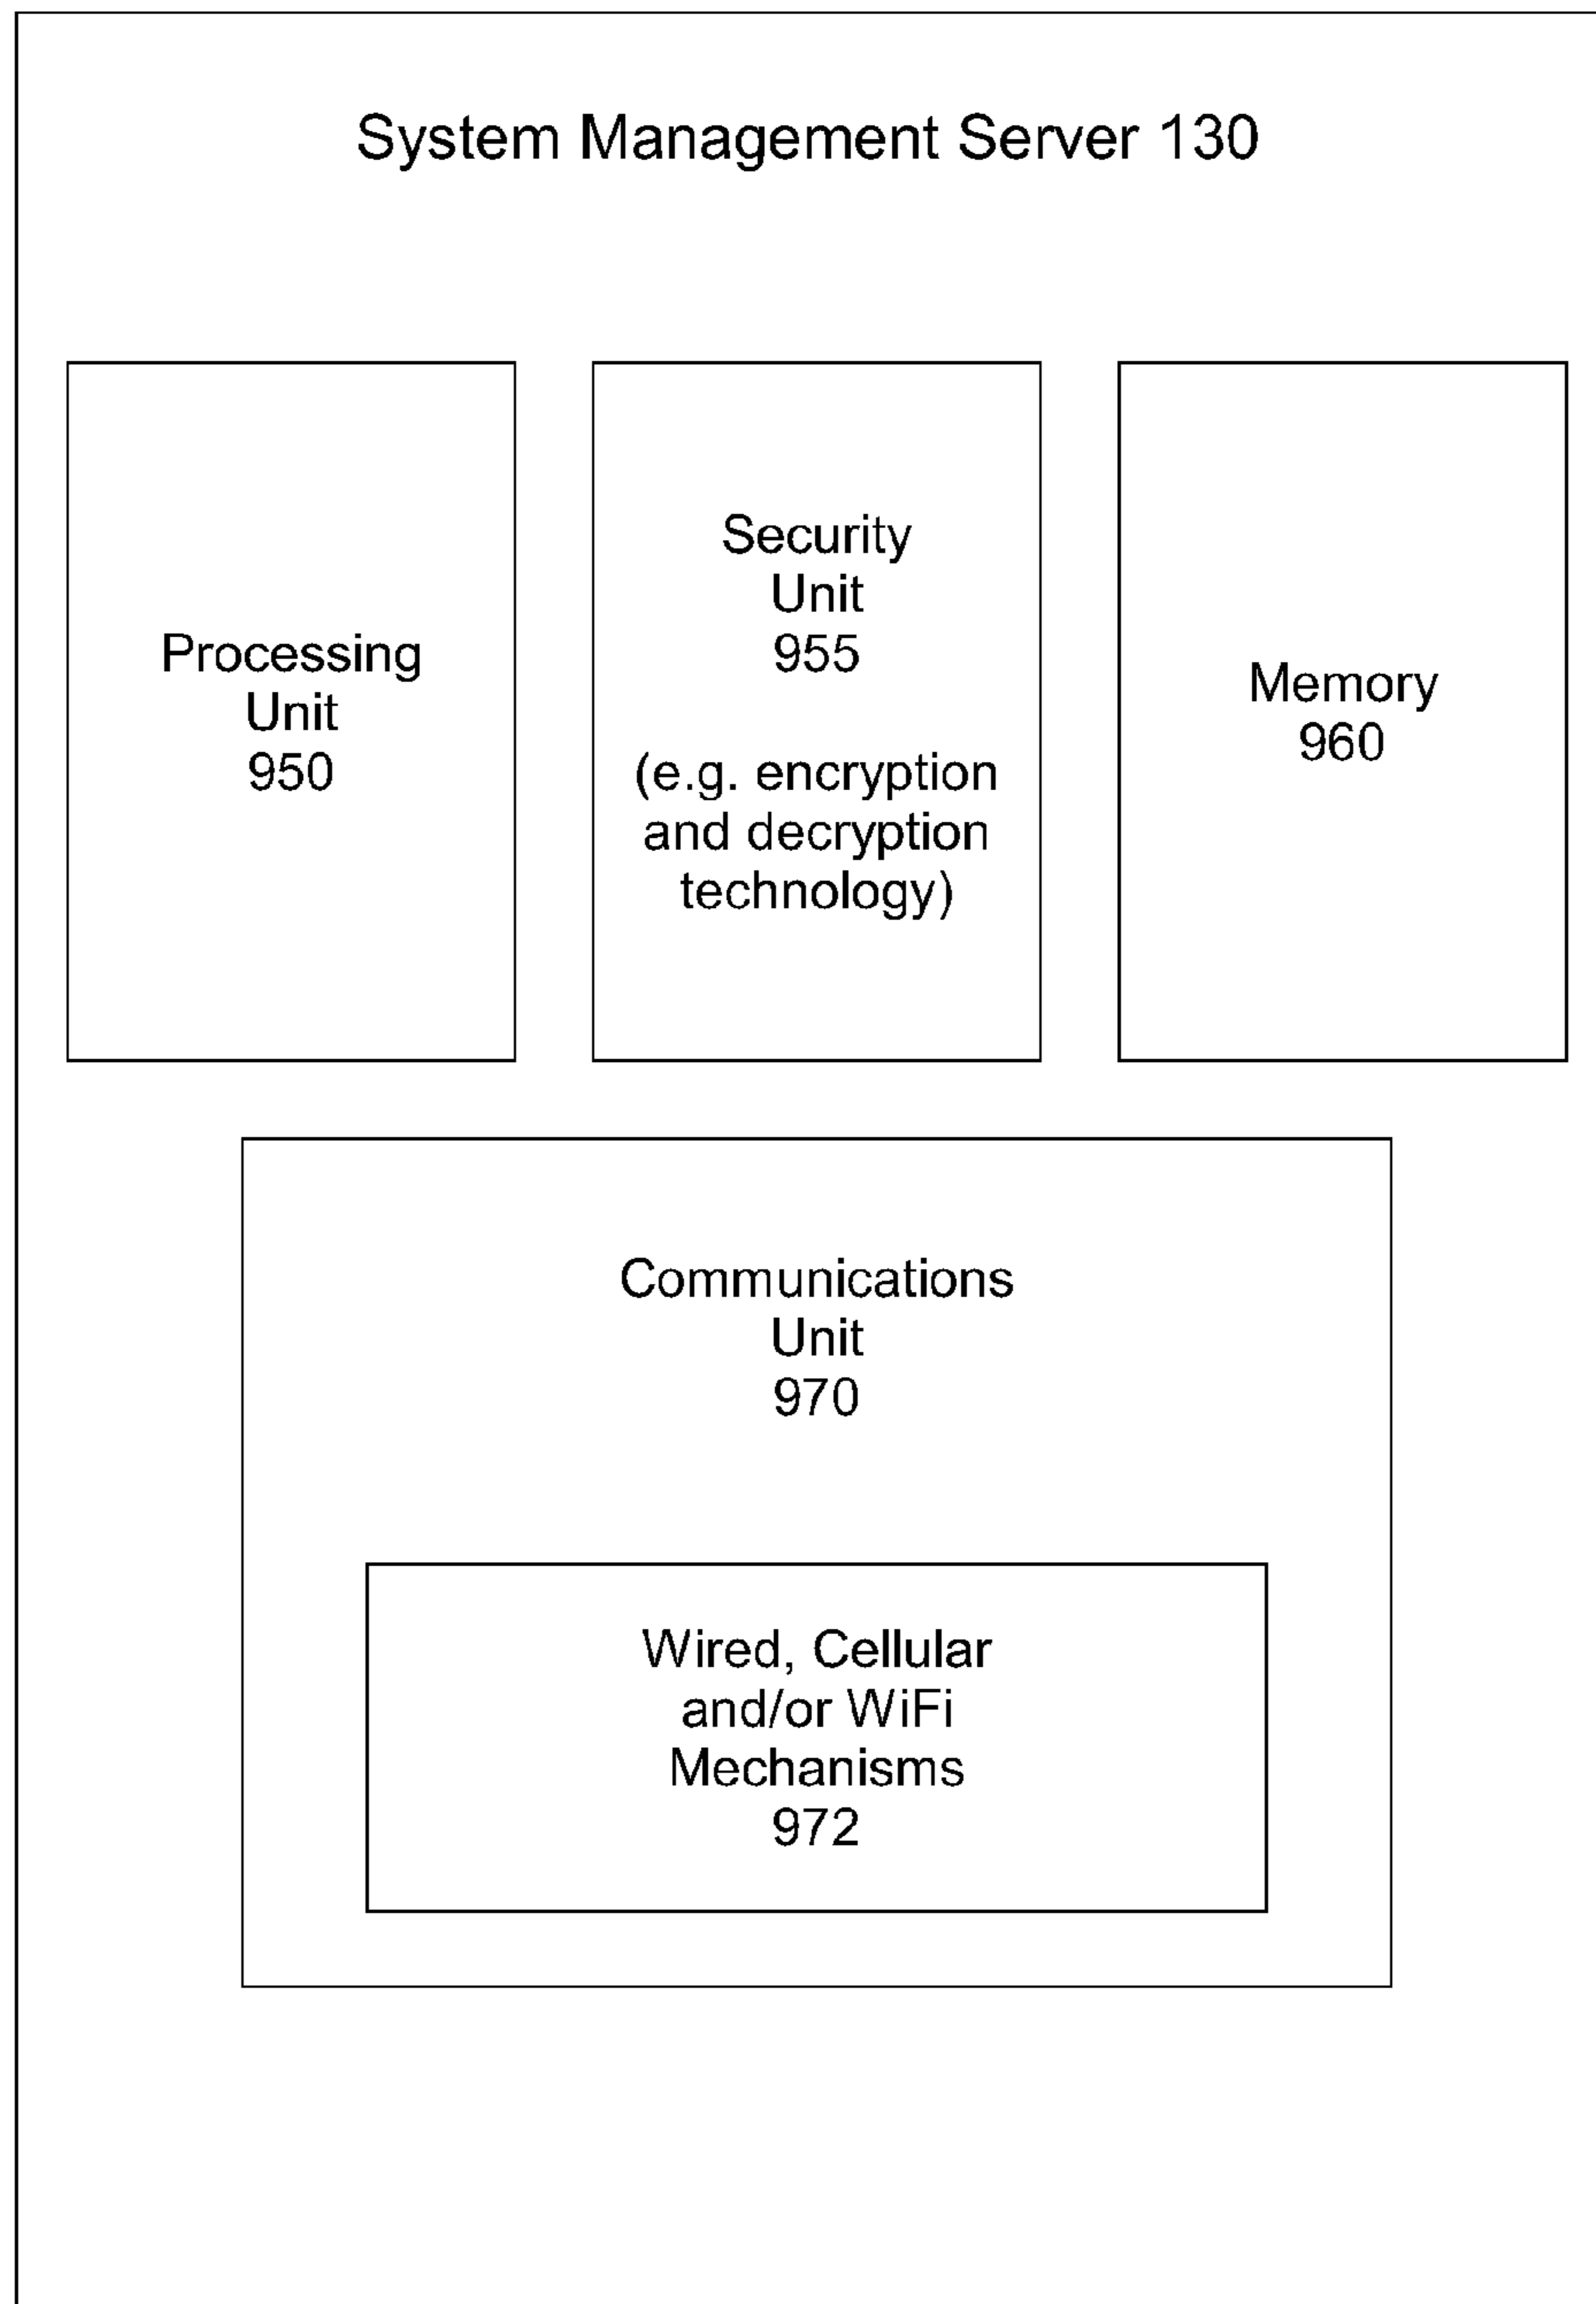 System Management Server 130
Processing
Unit
950
Security
Unit
955
(e.g. encryption
and decryption
technology)
Memory
960
Communications
Unit
970
Wired, Cellular
and/or WiFi
Mechanisms
972